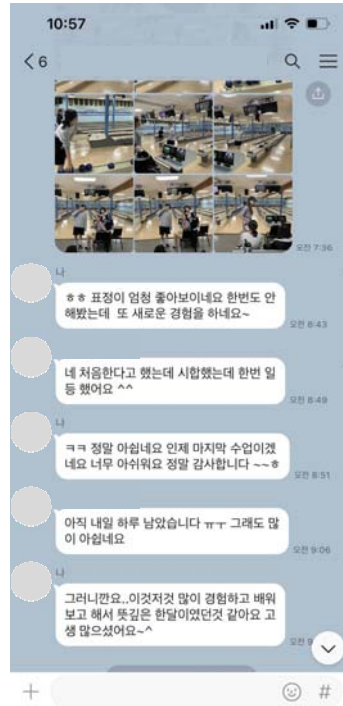 10:57
6
오전 7:36
나
ㅎㅎ 표정이 엄청 좋아보이네요 한번도 안
해봤는데 또 새로운 경험을 하네요~
오전 8:43
네 처음한다고 했는데 시합했는데 한번 일
등 했어요 ^^
오전 8:49
나
ㅋㅋ 정말 아쉽네요 인제 마지막 수업이겠
네요 너무 아쉬워요 정말 감사합니다 ~~ㅎ
오전 8:51
아직 내일 하루 남았습니다 ㅠㅜ 그래도 많
이 아쉽네요
오전 9:06
나
그러니깐요..이것저것 많이 경험하고 배워
보고 해서 뜻깊은 한달이였던것 같아요 고
생 많으셨어요~^
오전 9
#